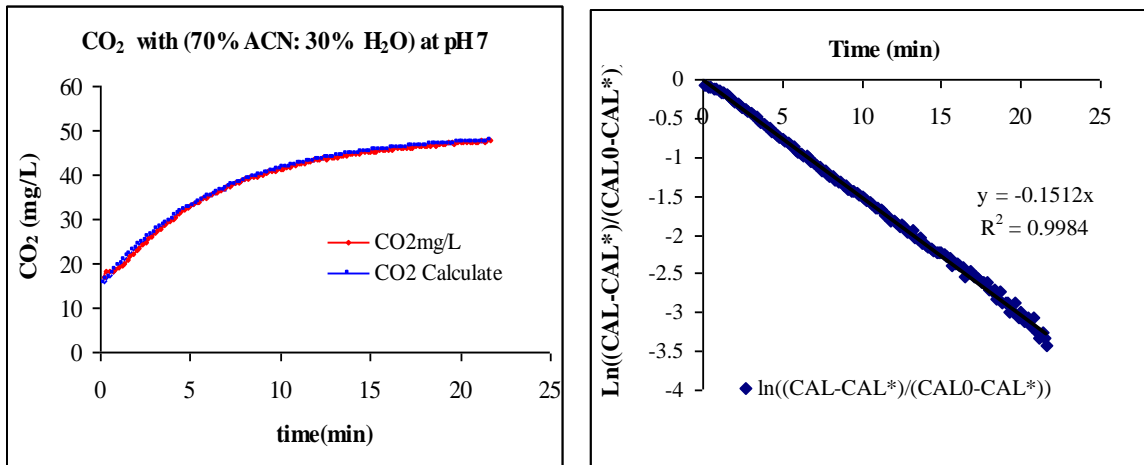 CO₂ with (70% ACN: 30% H₂O) at pH7
60
50
40
30
20
10
0
CO₂ (mg/L)
CO2mg/L
CO2 Calculate
0 5 10 15 20 25
time(min)
Time (min)
0 5 10 15 20 25
0
-0.5
-1
-1.5
-2
-2.5
-3
-3.5
-4
Ln((CAL-CAL*)/(CAL0-CAL*))
y = -0.1512x
R² = 0.9984
ln((CAL-CAL*)/(CAL0-CAL*))